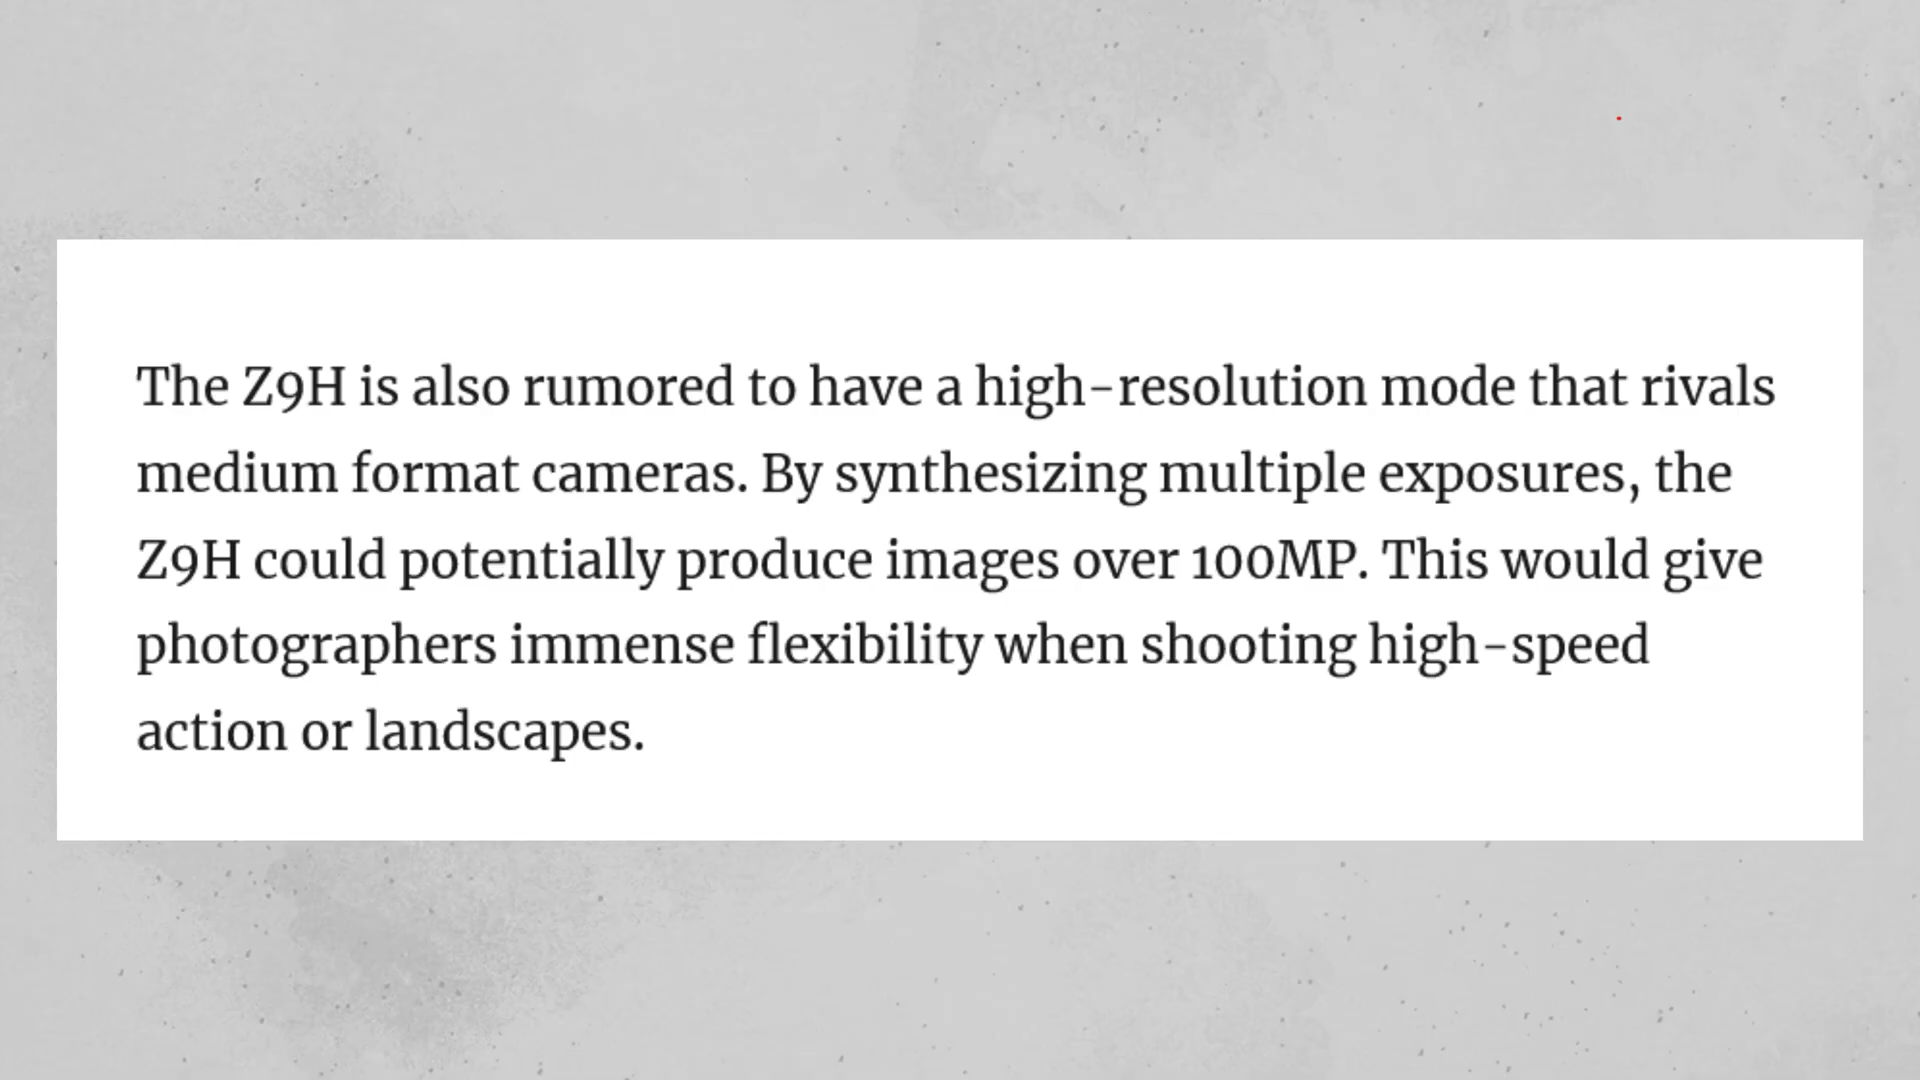 The Z9H is also rumored to have a high-resolution mode that rivals
medium format cameras. By synthesizing multiple exposures, the
Z9H could potentially produce images over 100MP. This would give
photographers immense flexibility when shooting high-speed
action or landscapes.